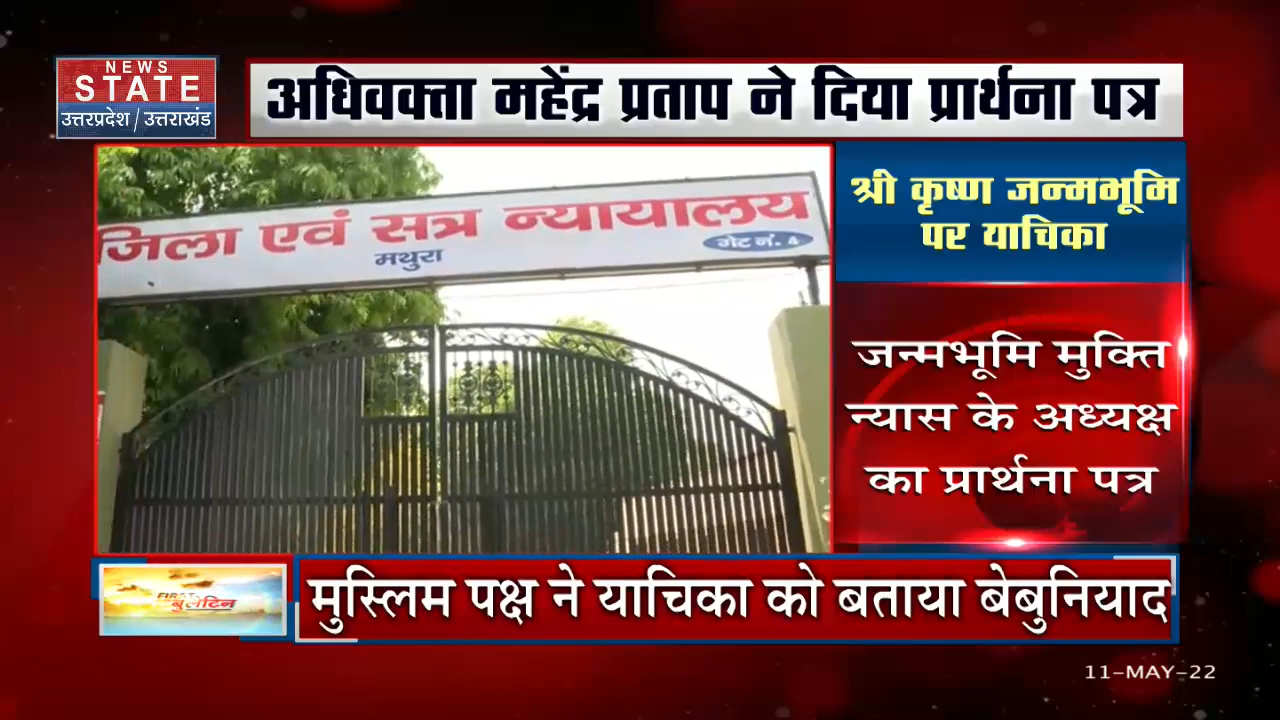 NEWS
STATE
उत्तरप्रदेश/उत्तराखंड
अधिवक्ता महेंद्र प्रताप ने दिया प्रार्थना पत्र
जिला एवं सत्र न्यायालय
मथुरा
गेट नं. 4
श्री कृष्ण जन्मभूमि
पर याचिका
जन्मभूमि मुक्ति
न्यास के अध्यक्ष
का प्रार्थना पत्र
FIRST
बुलेटिन
मुस्लिम पक्ष ने याचिका को बताया बेबुनियाद
11-MAY-22